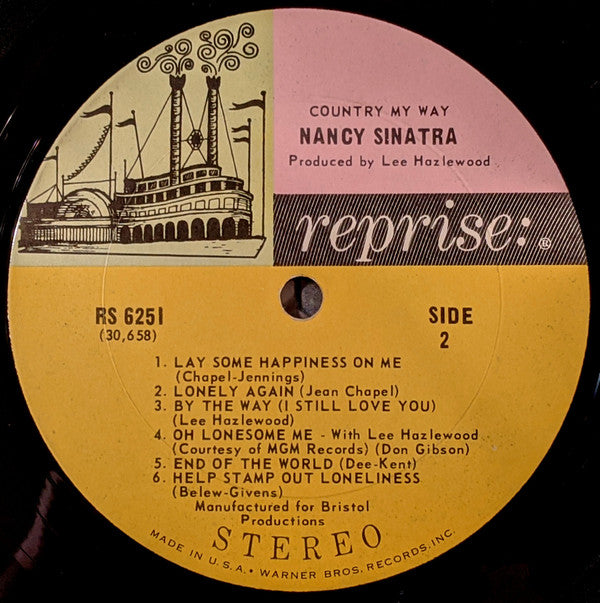 COUNTRY MY WAY
NANCY SINATRA
Produced by Lee Hazlewood
reprise: ®
RS 6251
(30,658)
SIDE
2
1. LAY SOME HAPPINESS ON ME
(Chapel-Jennings)
2. LONELY AGAIN (Jean Chapel)
3. BY THE WAY (I STILL LOVE YOU)
(Lee Hazlewood)
4. OH LONESOME ME - With Lee Hazlewood
(Courtesy of MGM Records) (Don Gibson)
5. END OF THE WORLD (Dee-Kent)
6. HELP STAMP OUT LONELINESS
(Belew-Givens)
Manufactured for Bristol
Productions
STEREO
MADE IN U.S.A. • WARNER BROS. RECORDS, INC.